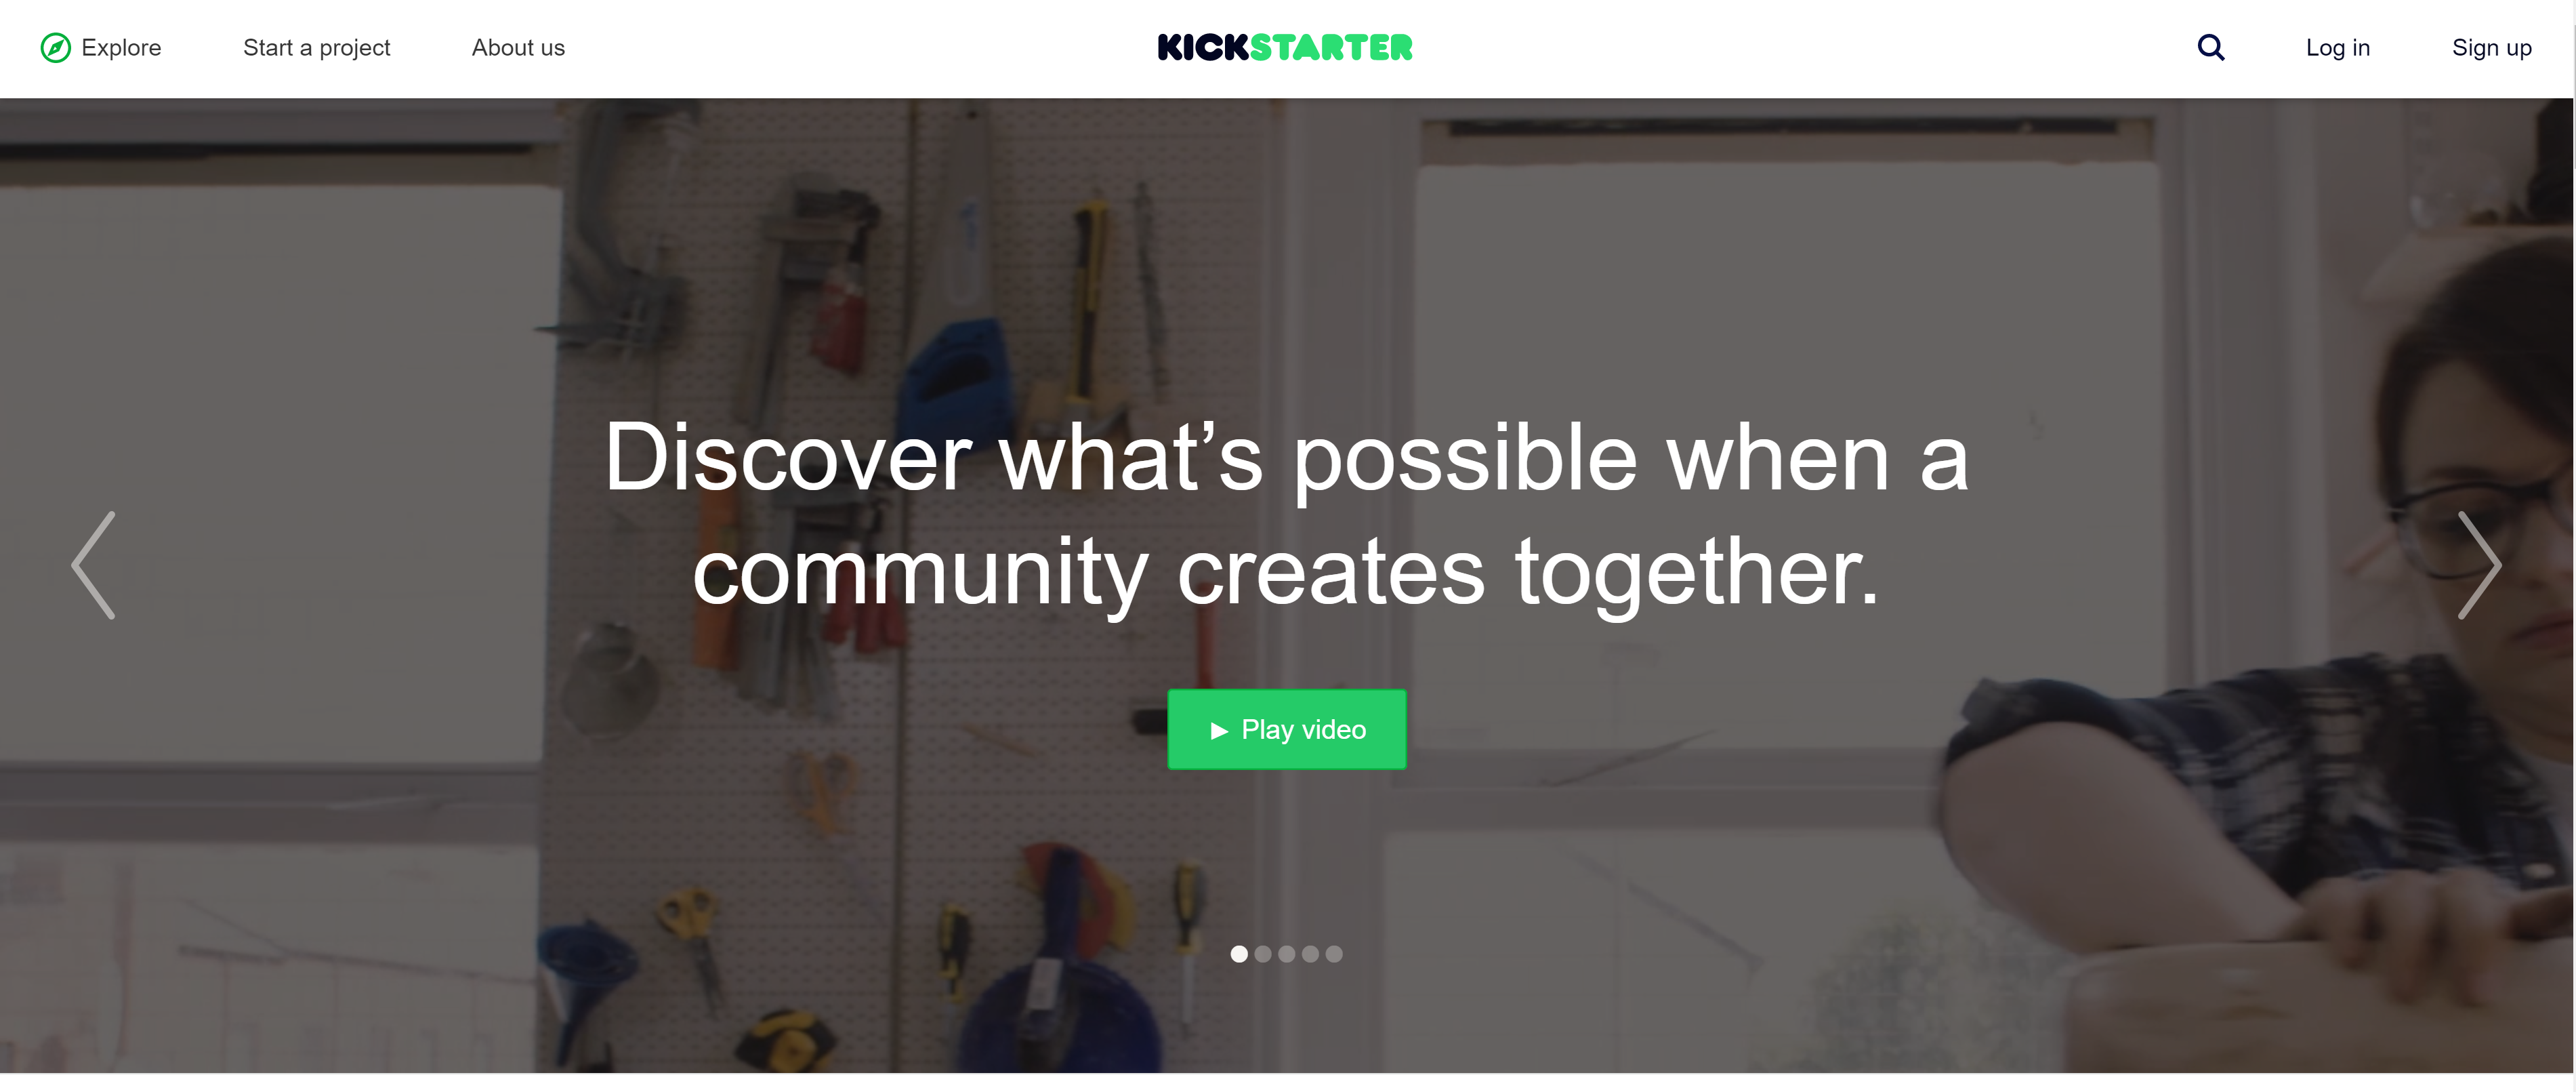 Explore
Start a project
About us
KICKSTARTER
Log in
Sign up
Discover what’s possible when a
community creates together.
Play video